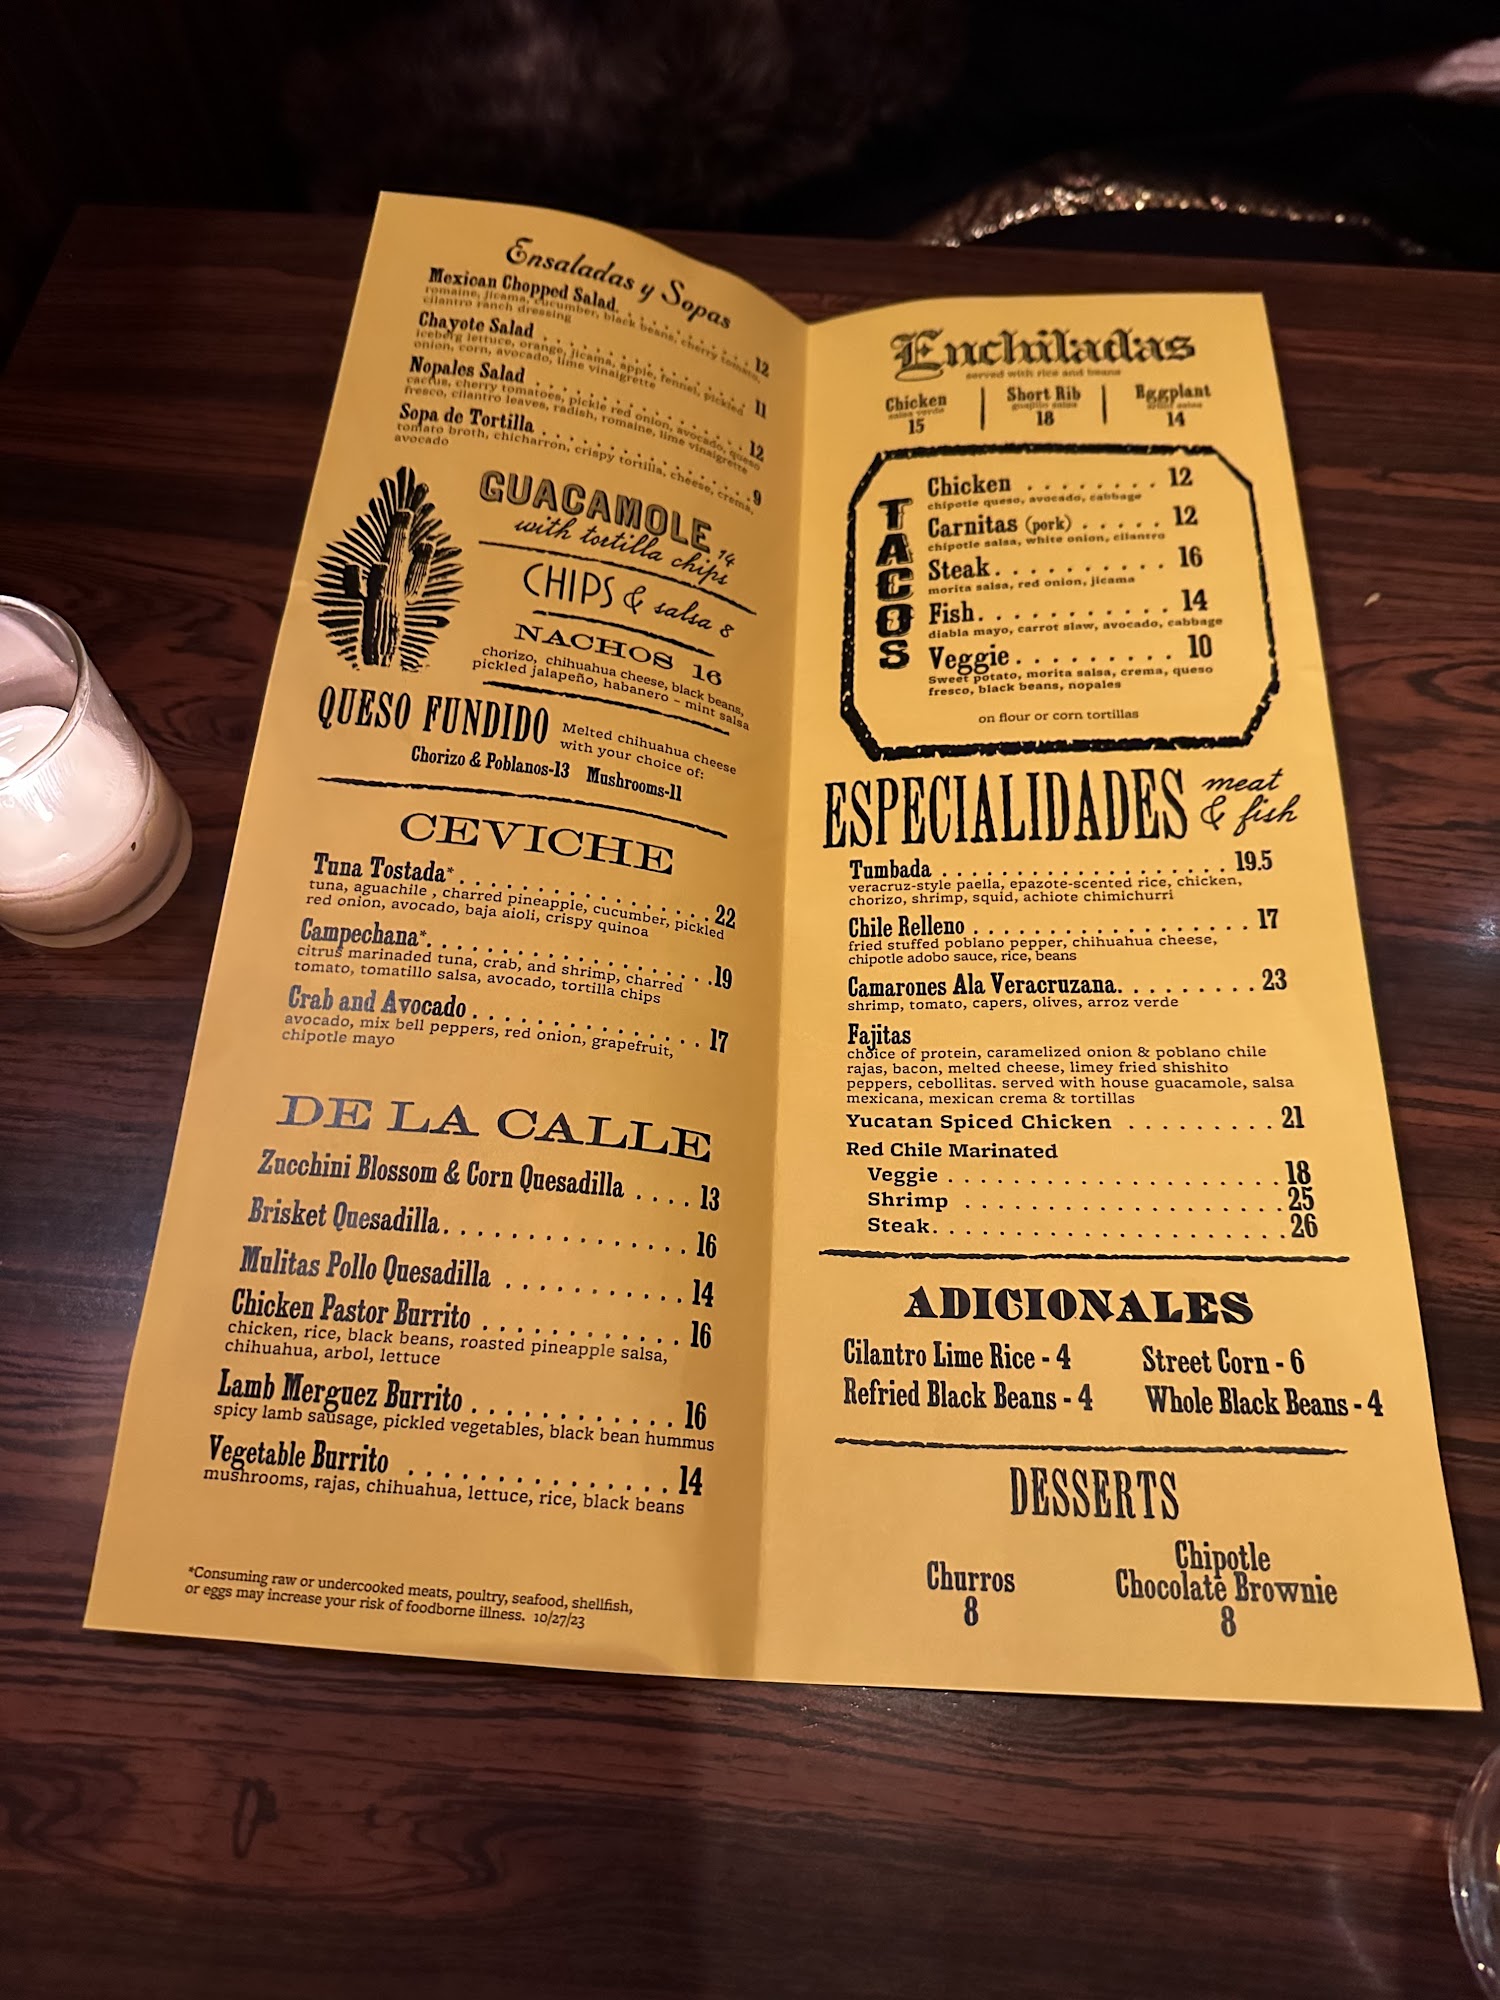 Ensaladas y Sopas
Mexican Chopped Salad. . . . . . . . . . . . 12
romaine, jicama, cucumber, black beans, cherry tomato,
cilantro ranch dressing
Chayote Salad . . . . . . . . . . . . . . . . . 11
iceberg lettuce, orange, jicama, apple, fennel, pickled
onion, corn, avocado, lime vinaigrette
Nopales Salad . . . . . . . . . . . . . . . . . 12
cactus, cherry tomatoes, pickle red onion, avocado, queso
fresco, cilantro leaves, radish, romaine, lime vinaigrette
Sopa de Tortilla . . . . . . . . . . . . . . . . 9
tomato broth, chicharron, crispy tortilla, cheese, crema,
avocado
GUACAMOLE 14
with tortilla chips
CHIPS & salsa 8
NACHOS 16
chorizo, chihuahua cheese, black beans,
pickled jalapeño, habanero - mint salsa
QUESO FUNDIDO Melted chihuahua cheese
with your choice of:
Chorizo & Poblanos-13 Mushrooms-11
CEVICHE
Tuna Tostada* . . . . . . . . . . . . . . . . . 22
tuna, aguachile , charred pineapple, cucumber, pickled
red onion, avocado, baja aioli, crispy quinoa
Campechana* . . . . . . . . . . . . . . . . . . 19
citrus marinaded tuna, crab, and shrimp, charred
tomato, tomatillo salsa, avocado, tortilla chips
Crab and Avocado . . . . . . . . . . . . . . . 17
avocado, mix bell peppers, red onion, grapefruit,
chipotle mayo
DE LA CALLE
Zucchini Blossom & Corn Quesadilla . . . . 13
Brisket Quesadilla. . . . . . . . . . . . . . . 16
Mulitas Pollo Quesadilla . . . . . . . . . . . 14
Chicken Pastor Burrito . . . . . . . . . . . . 16
chicken, rice, black beans, roasted pineapple salsa,
chihuahua, arbol, lettuce
Lamb Merguez Burrito . . . . . . . . . . . . 16
spicy lamb sausage, pickled vegetables, black bean hummus
Vegetable Burrito . . . . . . . . . . . . . . . 14
mushrooms, rajas, chihuahua, lettuce, rice, black beans
*Consuming raw or undercooked meats, poultry, seafood, shellfish,
or eggs may increase your risk of foodborne illness. 10/27/23
Enchiladas
served with rice and beans
Chicken | Short Rib | Eggplant
salsa verde
15 18 14
TACOS
Chicken . . . . . . . . 12
chipotle queso, avocado, cabbage
Carnitas (pork) . . . . . 12
chipotle salsa, white onion, cilantro
Steak. . . . . . . . . . 16
morita salsa, red onion, jicama
Fish. . . . . . . . . . . 14
diabla mayo, carrot slaw, avocado, cabbage
Veggie . . . . . . . . . 10
Sweet potato, morita salsa, crema, queso
fresco, black beans, nopales
on flour or corn tortillas
ESPECIALIDADES meat
& fish
Tumbada . . . . . . . . . . . . . . . . . . 19.5
veracruz-style paella, epazote-scented rice, chicken,
chorizo, shrimp, squid, achiote chimichurri
Chile Relleno . . . . . . . . . . . . . . . . . . 17
fried stuffed poblano pepper, chihuahua cheese,
chipotle adobo sauce, rice, beans
Camarones Ala Veracruzana. . . . . . . . . 23
shrimp, tomato, capers, olives, arroz verde
Fajitas
choice of protein, caramelized onion & poblano chile
rajas, bacon, melted cheese, limey fried shishito
peppers, cebollitas. served with house guacamole, salsa
mexicana, mexican crema & tortillas
Yucatan Spiced Chicken . . . . . . . . . 21
Red Chile Marinated
Veggie . . . . . . . . . . . . . . . . . . . . . 18
Shrimp . . . . . . . . . . . . . . . . . . . . 25
Steak. . . . . . . . . . . . . . . . . . . . . . 26
ADICIONALES
Cilantro Lime Rice - 4 Street Corn - 6
Refried Black Beans - 4 Whole Black Beans - 4
DESSERTS
Churros
8
Chipotle
Chocolate Brownie
8